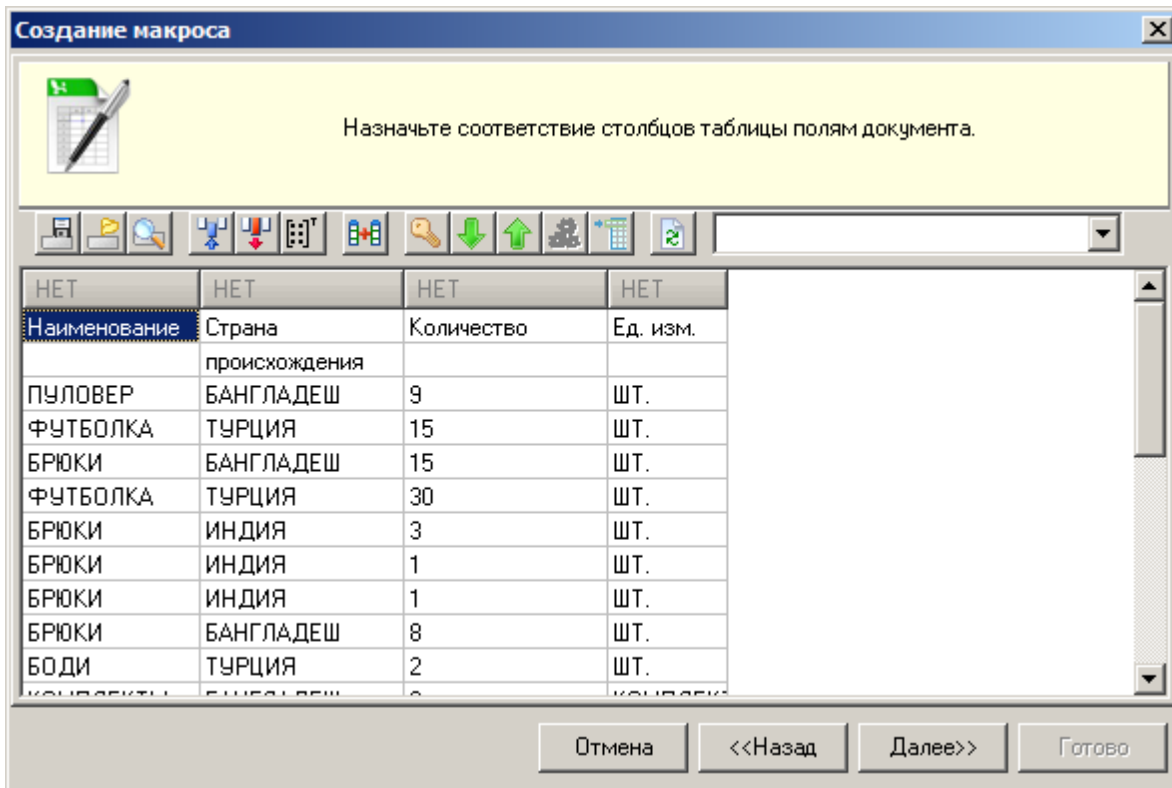 Создание макроса
Назначьте соответствие столбцов таблицы полям документа.
НЕТ НЕТ НЕТ НЕТ
Наименование Страна Количество Ед. изм.
происхождения
ПУЛОВЕР БАНГЛАДЕШ 9 ШТ.
ФУТБОЛКА ТУРЦИЯ 15 ШТ.
БРЮКИ БАНГЛАДЕШ 15 ШТ.
ФУТБОЛКА ТУРЦИЯ 30 ШТ.
БРЮКИ ИНДИЯ 3 ШТ.
БРЮКИ ИНДИЯ 1 ШТ.
БРЮКИ ИНДИЯ 1 ШТ.
БРЮКИ БАНГЛАДЕШ 8 ШТ.
БОДИ ТУРЦИЯ 2 ШТ.
Отмена <<Назад Далее>> Готово